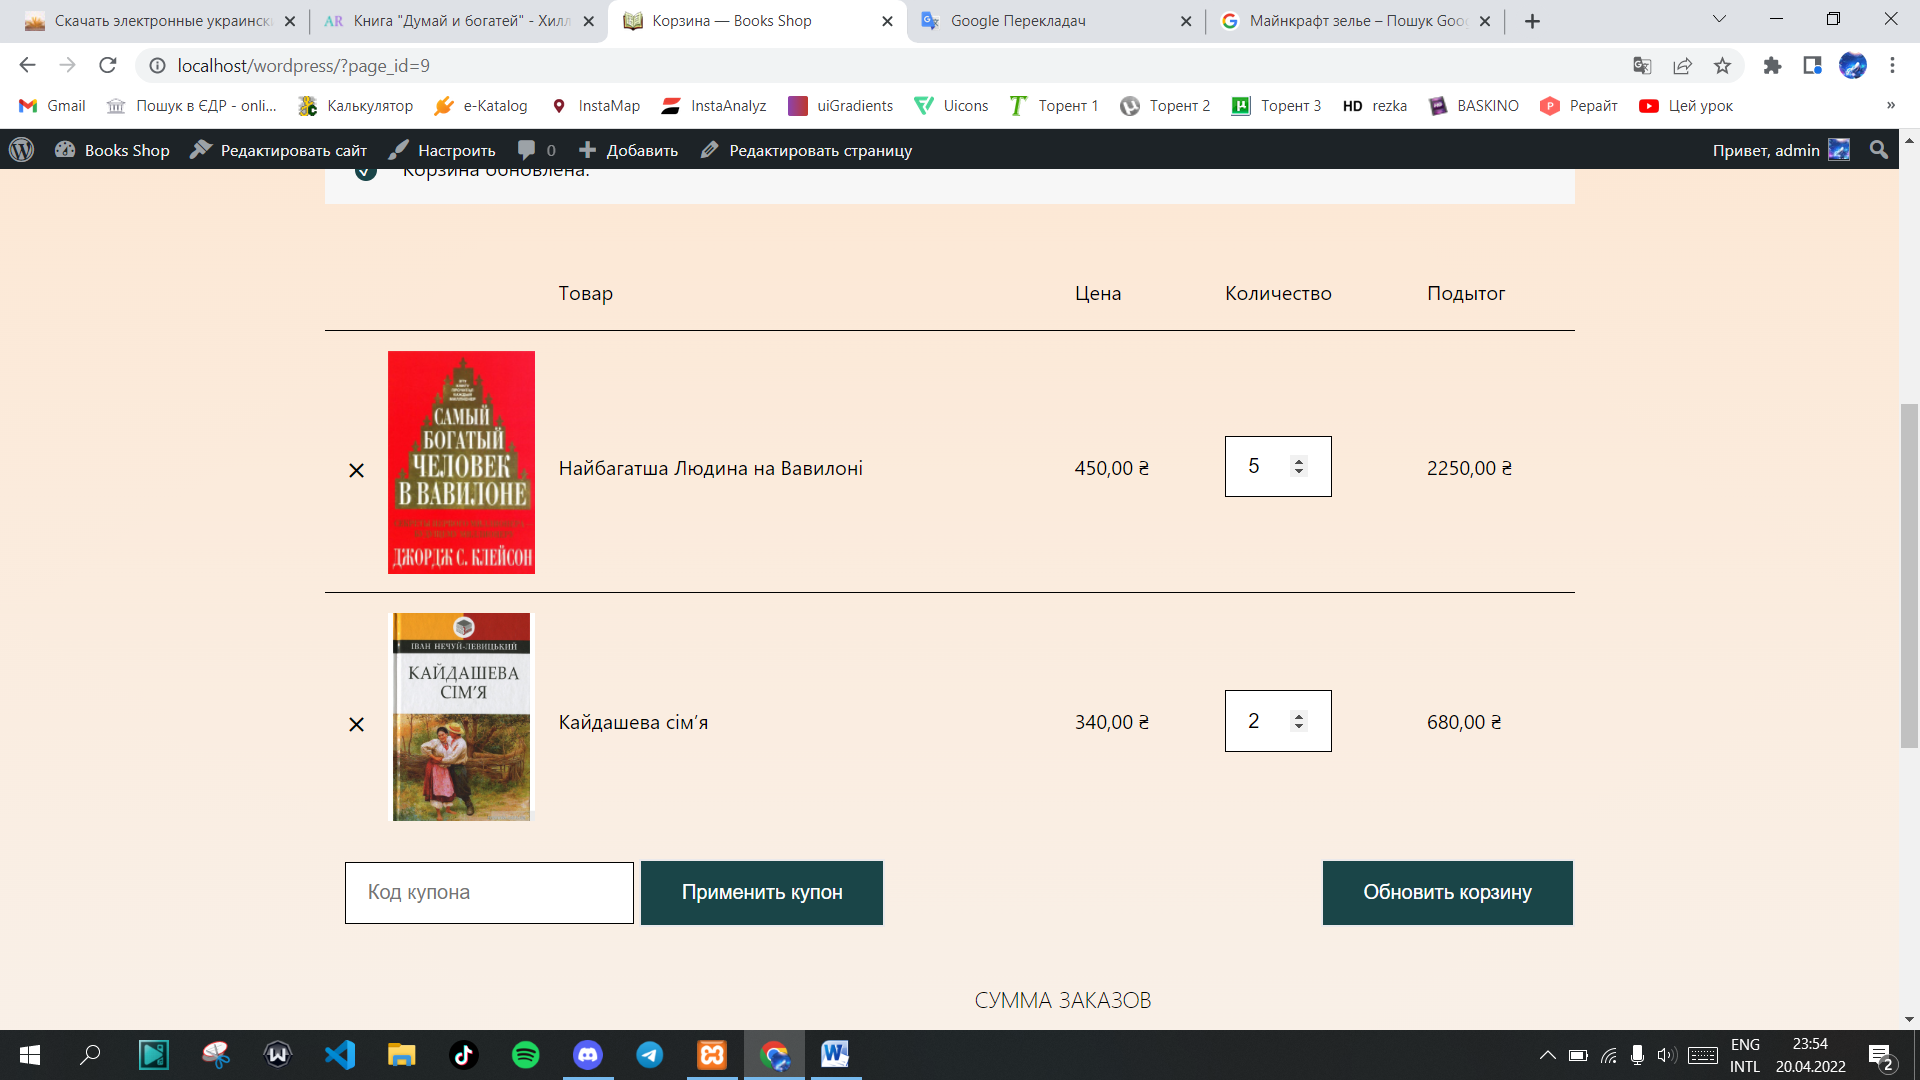 Скачать электронные украинск
AR Книга "Думай и богатей" - Хилл
Корзина — Books Shop
Google Перекладач
Майнкрафт зелье – Пошук Goo
localhost/wordpress/?page_id=9
Gmail
Пошук в ЄДР - onli...
Калькулятор
e-Katalog
InstaMap
InstaAnalyz
uiGradients
Uicons
Торент 1
Торент 2
Торент 3
HD rezka
BASKINO
Рерайт
Цей урок
»
Books Shop
Редактировать сайт
Настроить
0
Добавить
Редактировать страницу
Привет, admin
Корзина обновлена.
Товар Цена Количество Подытог
САМЫЙ
БОГАТЫЙ
ЧЕЛОВЕК
В ВАВИЛОНЕ
ДЖОРДЖ С. КЛЕЙСОН
× Найбагатша Людина на Вавилоні 450,00 ₴ 5 2250,00 ₴
ІВАН НЕЧУЙ-ЛЕВИЦЬКИЙ
КАЙДАШЕВА
СІМ'Я
× Кайдашева сім’я 340,00 ₴ 2 680,00 ₴
Код купона
Применить купон
Обновить корзину
СУММА ЗАКАЗОВ
ENG
INTL
23:54
20.04.2022
2